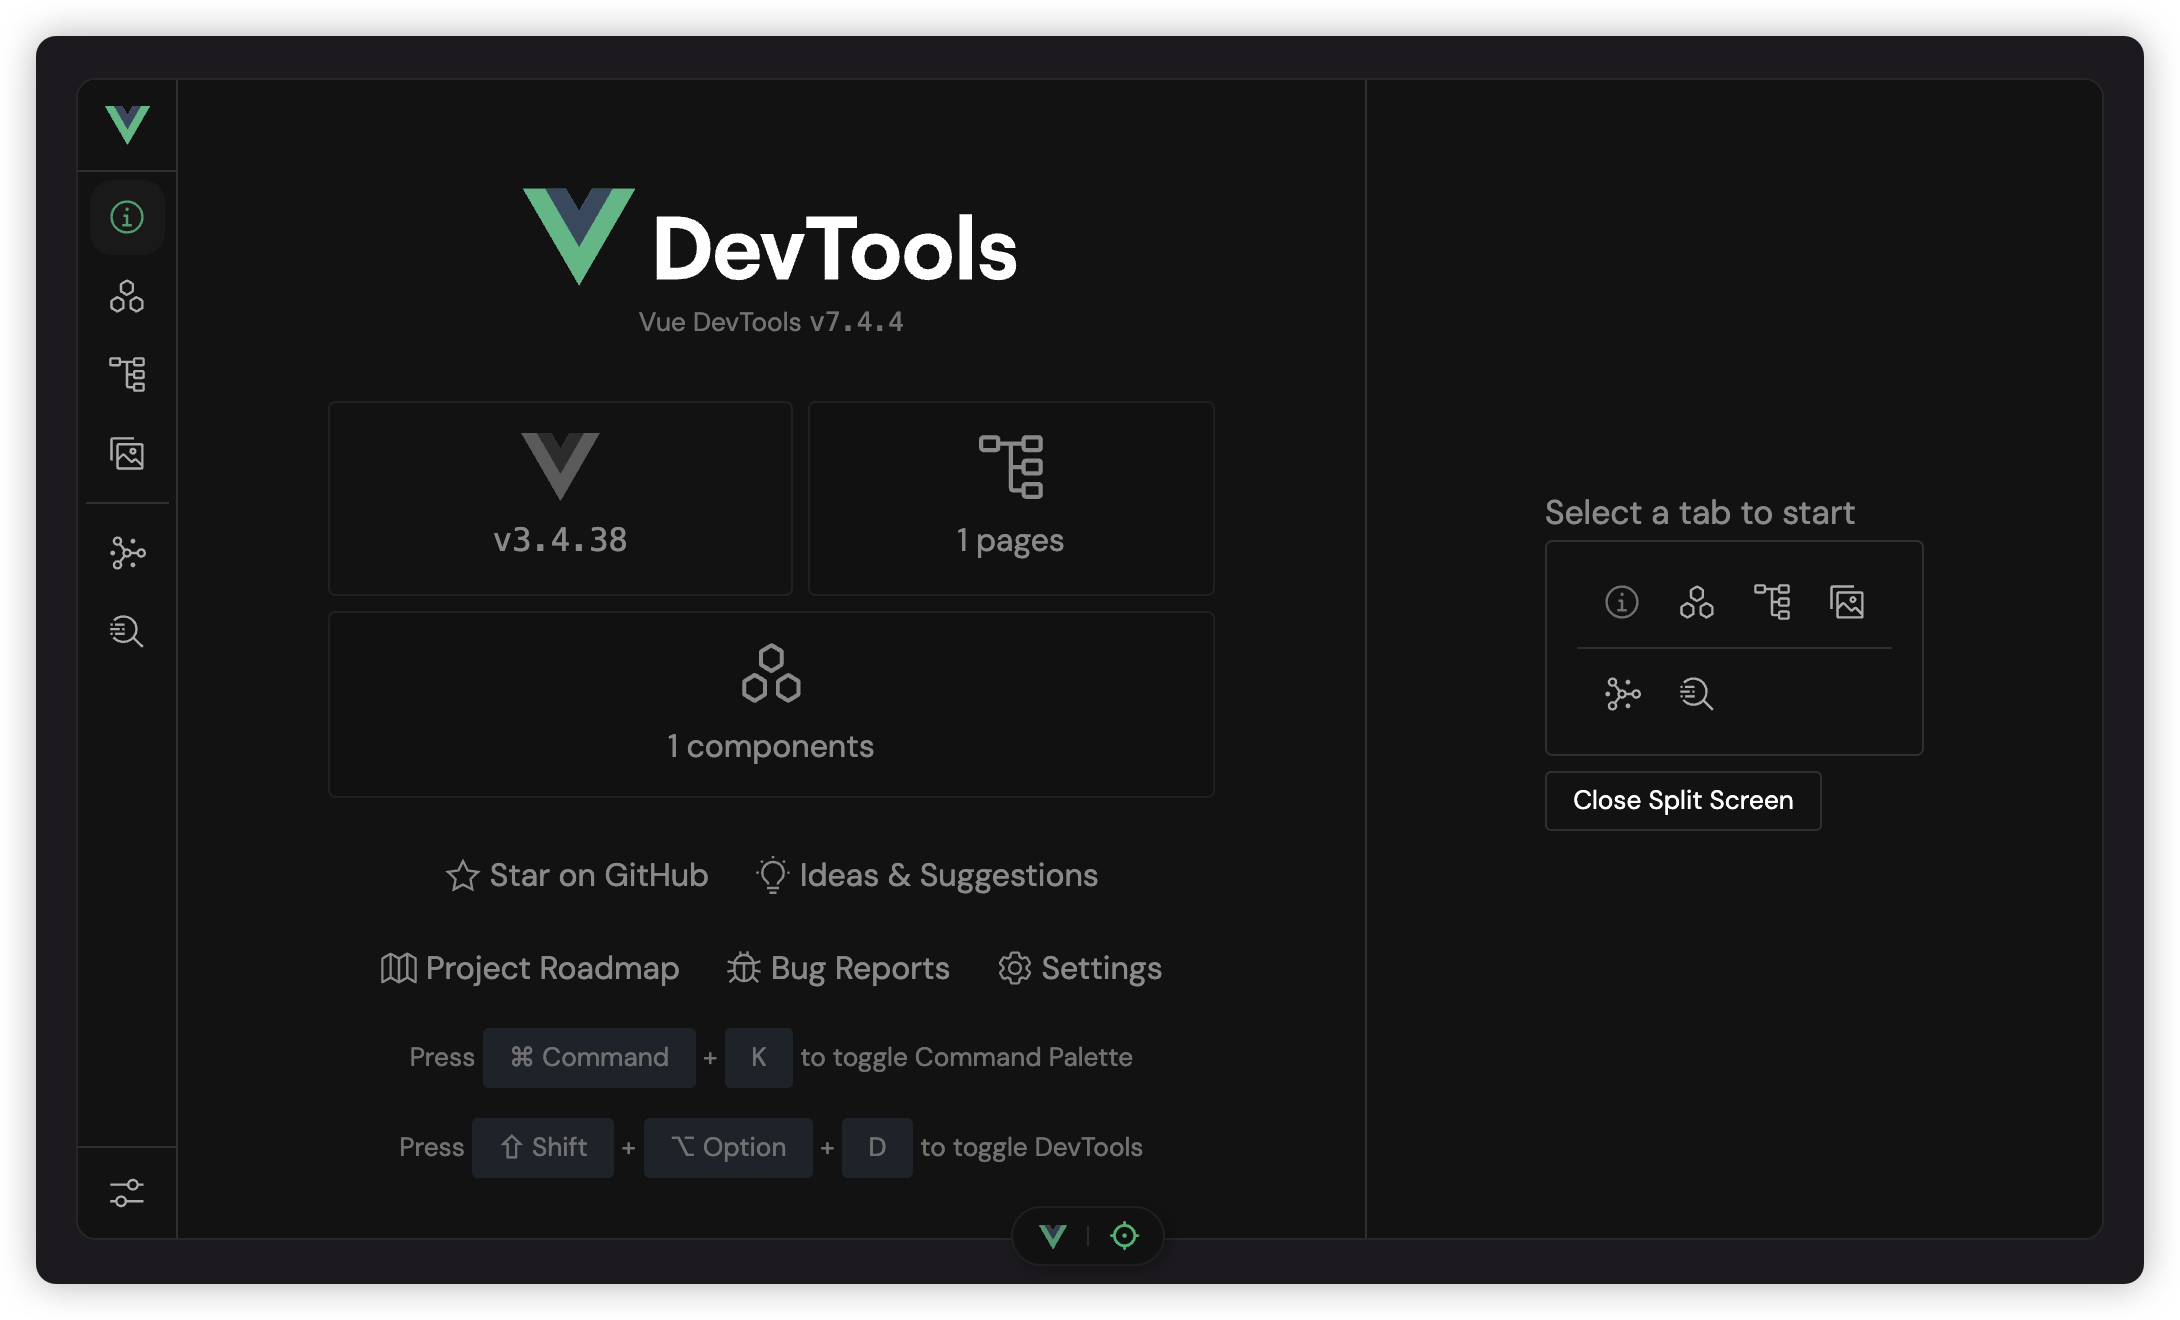 DevTools
Vue DevTools v7.4.4
v3.4.38
1 pages
1 components
Star on GitHub
Ideas & Suggestions
Project Roadmap
Bug Reports
Settings
Press ⌘ Command + K to toggle Command Palette
Press ⇧ Shift + ⌥ Option + D to toggle DevTools
Select a tab to start
Close Split Screen